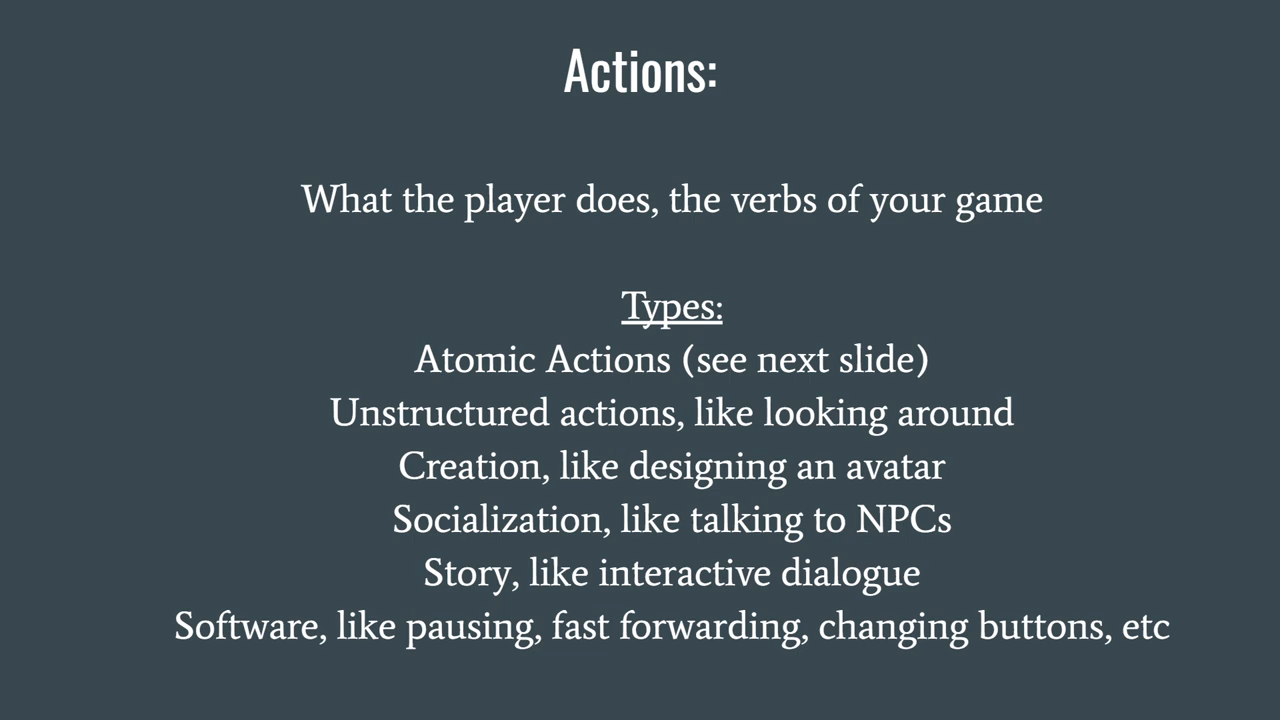 Actions:
What the player does, the verbs of your game
Types:
Atomic Actions (see next slide)
Unstructured actions, like looking around
Creation, like designing an avatar
Socialization, like talking to NPCs
Story, like interactive dialogue
Software, like pausing, fast forwarding, changing buttons, etc